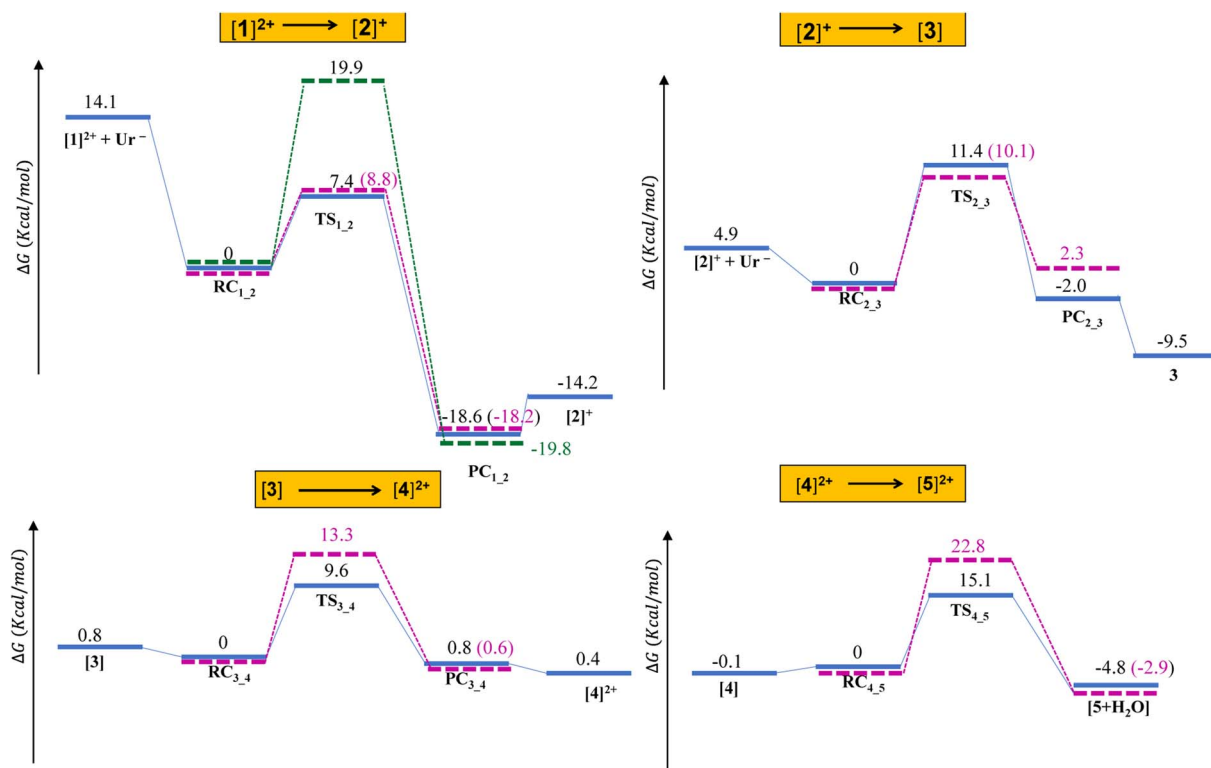 [1]²⁺ ⟶ [2]⁺
ΔG (Kcal/mol)
14.1
[1]²⁺ + Ur⁻
0
RC₁_₂
19.9
7.4 (8.8)
TS₁_₂
-18.6 (-18.2)
-19.8
PC₁_₂
-14.2
[2]⁺
[2]⁺ ⟶ [3]
ΔG (Kcal/mol)
4.9
[2]⁺ + Ur⁻
0
RC₂_₃
11.4 (10.1)
TS₂_₃
2.3
-2.0
PC₂_₃
-9.5
3
[3] ⟶ [4]²⁺
ΔG (Kcal/mol)
0.8
[3]
0
RC₃_₄
13.3
9.6
TS₃_₄
0.8 (0.6)
PC₃_₄
0.4
[4]²⁺
[4]²⁺ ⟶ [5]²⁺
ΔG (Kcal/mol)
-0.1
[4]
0
RC₄_₅
22.8
15.1
TS₄_₅
-4.8 (-2.9)
[5+H₂O]